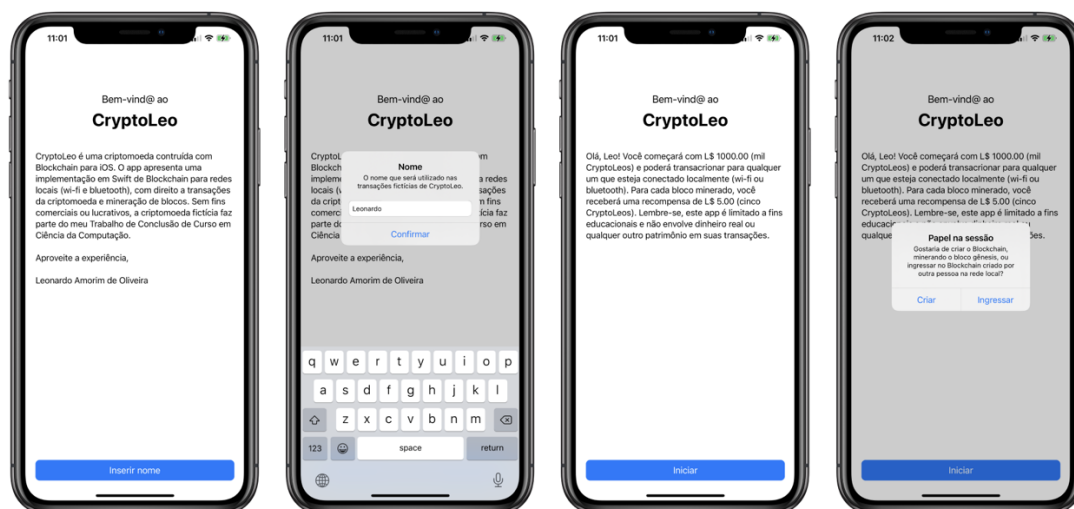 11:01
Bem-vind@ ao
CryptoLeo
CryptoLeo é uma criptomoeda contruída com
Blockchain para iOS. O app apresenta uma
implementação em Swift de Blockchain para redes
locais (wi-fi e bluetooth), com direito a transações
da criptomoeda e mineração de blocos. Sem fins
comerciais ou lucrativos, a criptomoeda fictícia faz
parte do meu Trabalho de Conclusão de Curso em
Ciência da Computação.
Aproveite a experiência,
Leonardo Amorim de Oliveira
Inserir nome
11:01
Bem-vind@ ao
CryptoLeo
Nome
O nome que será utilizado nas
transações fictícias de CryptoLeo.
Leonardo
Confirmar
Aproveite a experiência,
Leonardo Amorim de Oliveira
q w e r t y u i o p
a s d f g h j k l
z x c v b n m
123 space return
11:01
Bem-vind@ ao
CryptoLeo
Olá, Leo! Você começará com L$ 1000.00 (mil
CryptoLeos) e poderá transacionar para qualquer
um que esteja conectado localmente (wi-fi ou
bluetooth). Para cada bloco minerado, você
receberá uma recompensa de L$ 5.00 (cinco
CryptoLeos). Lembre-se, este app é limitado a fins
educacionais e não envolve dinheiro real ou
qualquer outro patrimônio em suas transações.
Iniciar
11:02
Bem-vind@ ao
CryptoLeo
Olá, Leo! Você começará com L$ 1000.00 (mil
CryptoLeos) e poderá transacionar para qualquer
um que esteja conectado localmente (wi-fi ou
bluetooth). Para cada bloco minerado, você
receberá uma recompensa de L$ 5.00 (cinco
CryptoLeos). Lembre-se, este app é limitado a fins
Papel na sessão
Gostaria de criar o Blockchain,
minerando o bloco gênesis, ou
ingressar no Blockchain criado por
outra pessoa na rede local?
Criar Ingressar
Iniciar